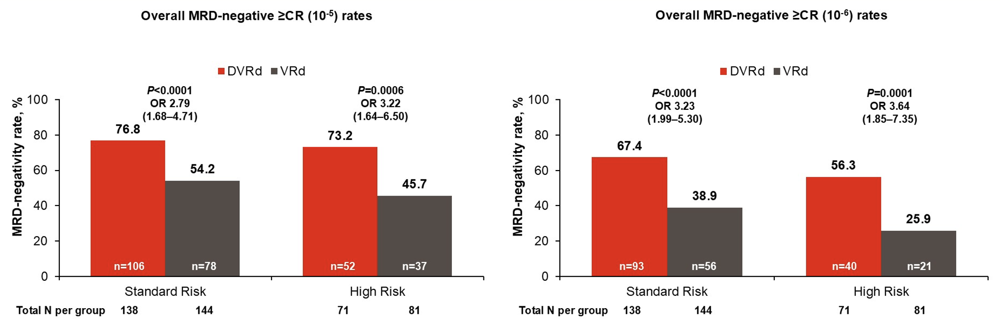 Overall MRD-negative ≥CR (10-5) rates
DVRd VRd
MRD-negativity rate, %
100
80
60
40
20
0
P<0.0001
OR 2.79
(1.68–4.71)
P=0.0006
OR 3.22
(1.64–6.50)
76.8
54.2
73.2
45.7
n=106
n=78
n=52
n=37
Standard Risk
High Risk
Total N per group 138 144 71 81
Overall MRD-negative ≥CR (10-6) rates
DVRd VRd
MRD-negativity rate, %
100
80
60
40
20
0
P<0.0001
OR 3.23
(1.99–5.30)
P=0.0001
OR 3.64
(1.85–7.35)
67.4
38.9
56.3
25.9
n=93
n=56
n=40
n=21
Standard Risk
High Risk
Total N per group 138 144 71 81